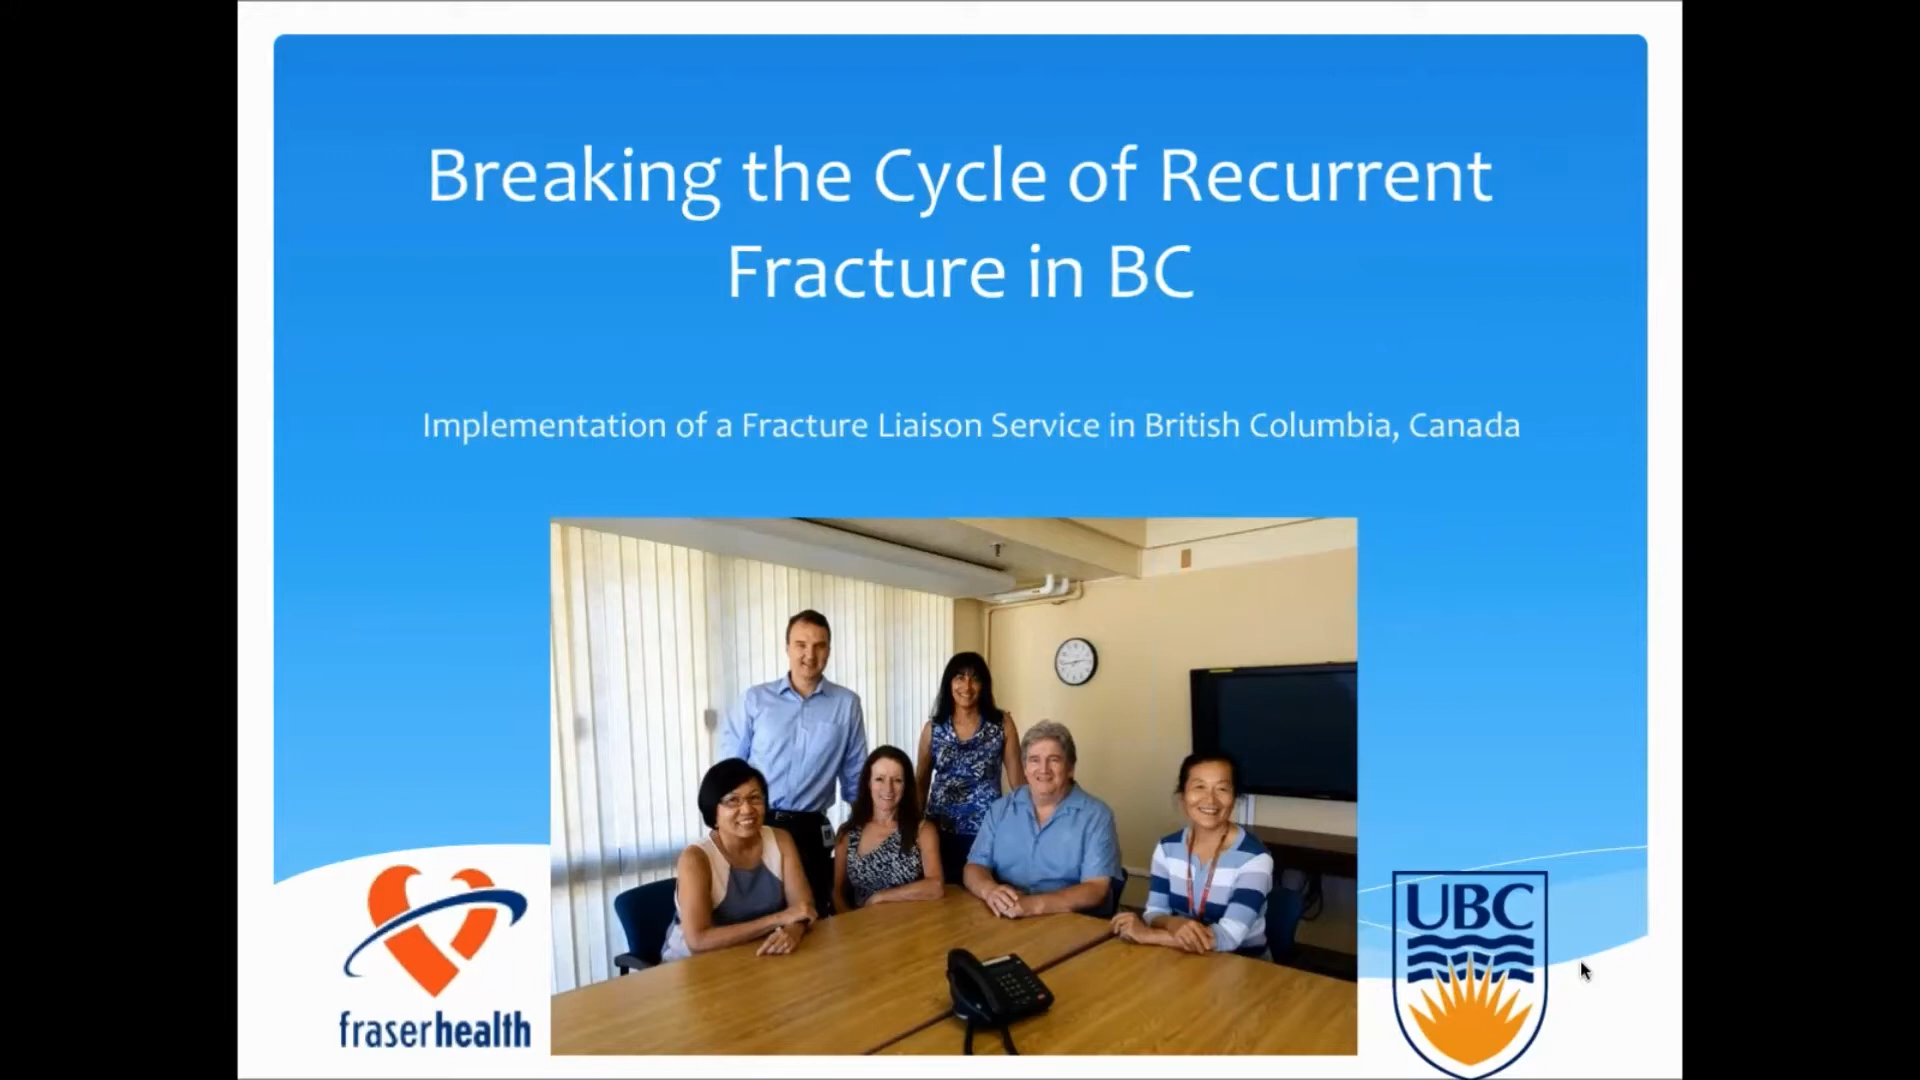 Breaking the Cycle of Recurrent
Fracture in BC
Implementation of a Fracture Liaison Service in British Columbia, Canada
fraserhealth
UBC